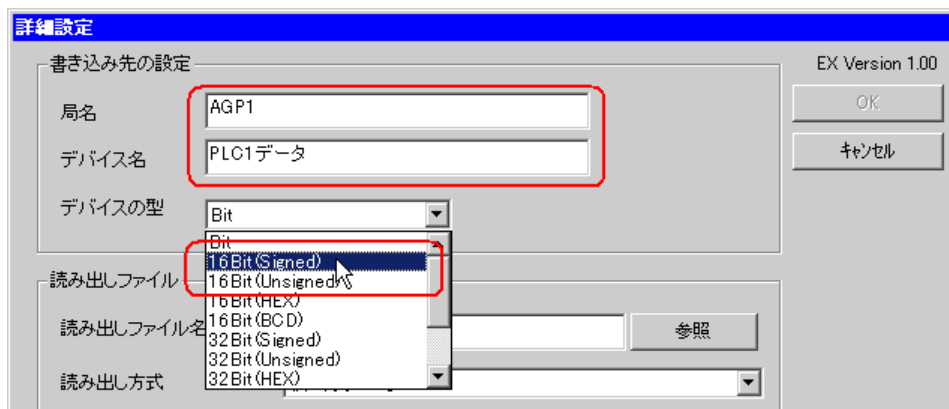 詳細設定
書き込み先の設定
EX Version 1.00
局名
AGP1
OK
デバイス名
PLC1データ
キャンセル
デバイスの型
Bit
Bit
16Bit(Signed)
16Bit(Unsigned)
16Bit(HEX)
16Bit(BCD)
32Bit(Signed)
32Bit(Unsigned)
32Bit(HEX)
読み出しファイル
読み出しファイル名
参照
読み出し方式